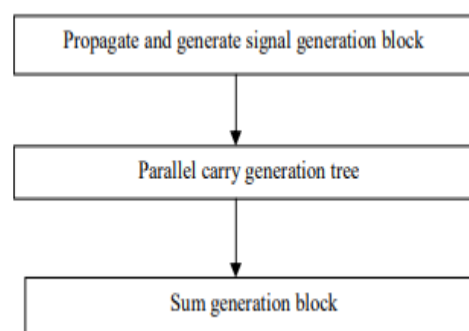 Propagate and generate signal generation block
Parallel carry generation tree
Sum generation block